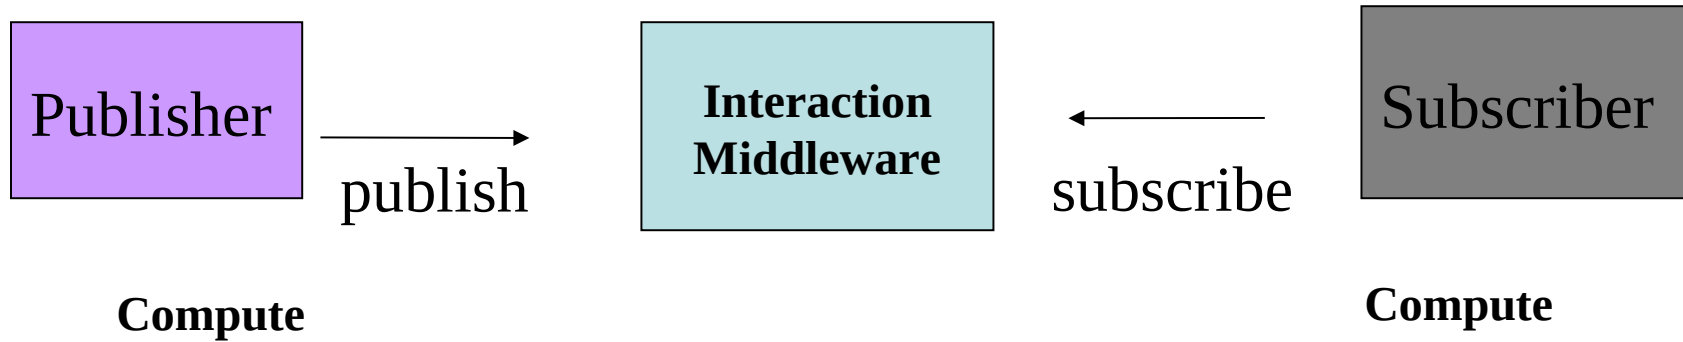 Publisher
publish
Interaction
Middleware
subscribe
Subscriber
Compute
Compute